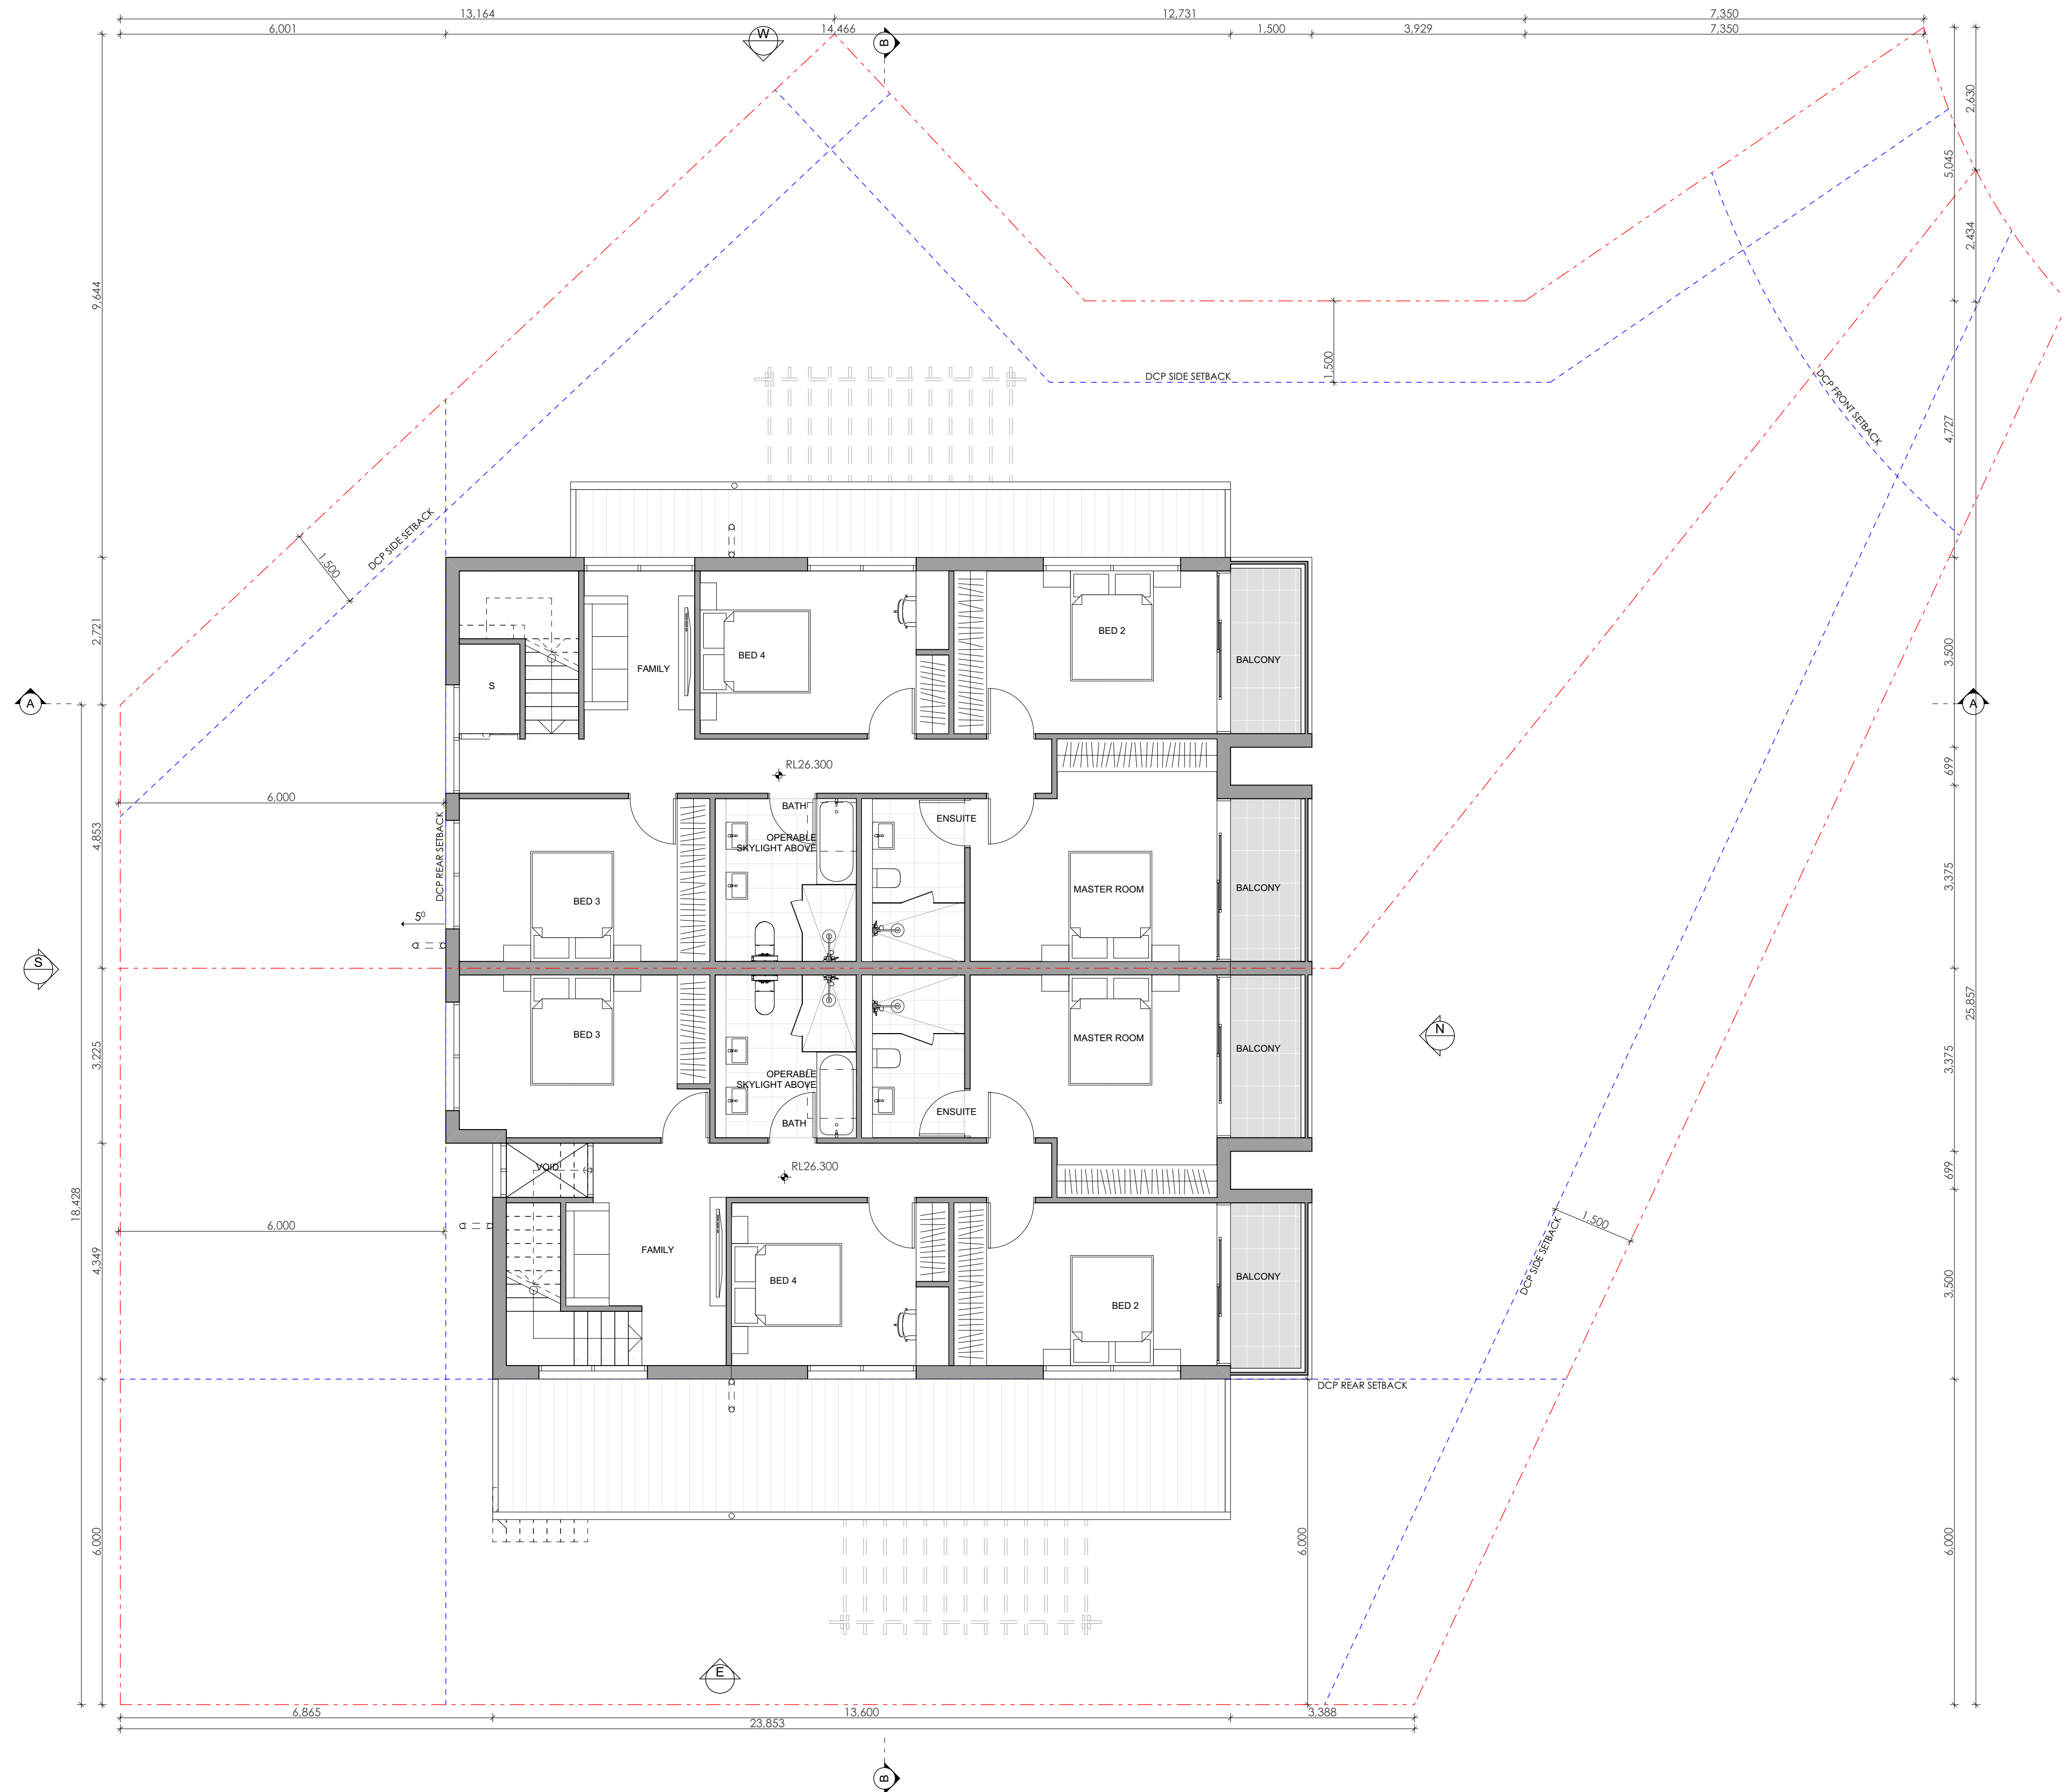 13,164
12,731
7,350
6,001
14,466
1,500
3,929
7,350
W
B
2,630
5,045
2,434
9,644
1,500
DCP SIDE SETBACK
DCP FRONT SETBACK
4,727
DCP SIDE SETBACK
1,500
2,721
FAMILY
BED 4
BED 2
BALCONY
3,500
S
A
A
RL26.300
699
6,000
BATH
ENSUITE
OPERABLE
SKYLIGHT ABOVE
4,853
DCP REAR SETBACK
BED 3
MASTER ROOM
BALCONY
3,375
5⁰
S
25,857
BED 3
MASTER ROOM
BALCONY
N
3,225
3,375
OPERABLE
SKYLIGHT ABOVE
BATH
ENSUITE
VOID
RL26.300
699
18,428
6,000
1,500
DCP SIDE SETBACK
4,349
FAMILY
BED 4
BED 2
BALCONY
3,500
DCP REAR SETBACK
6,000
6,000
6,000
E
6,865
13,600
3,388
23,853
B